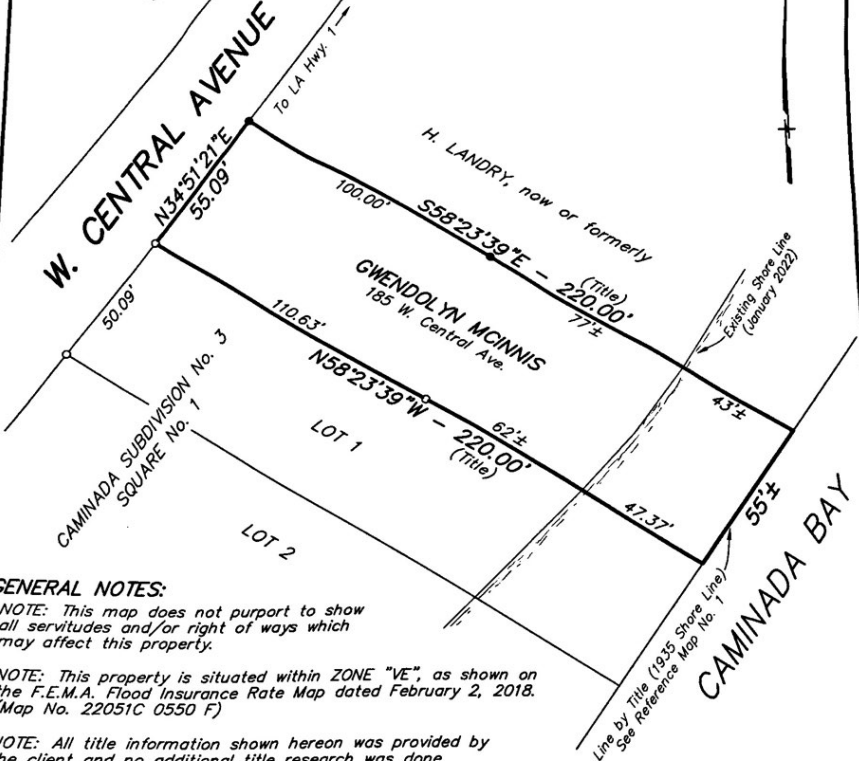 W. CENTRAL AVENUE
To LA Hwy. 1
N34°51'21"E
55.09'
50.09'
H. LANDRY, now or formerly
100.00'
S58°23'39"E - 220.00'
(Title)
77'±
43'±
Existing Shore Line
(January 2022)
GWENDOLYN MCINNIS
185 W. Central Ave.
110.63'
N58°23'39"W - 220.00'
(Title)
62'±
47.37'
55'±
CAMINADA SUBDIVISION No. 3
SQUARE No. 1
LOT 1
LOT 2
CAMINADA BAY
Line by Title (1935 Shore Line)
See Reference Map No. 1
GENERAL NOTES:
NOTE: This map does not purport to show
all servitudes and/or right of ways which
may affect this property.
NOTE: This property is situated within ZONE "VE", as shown on
the F.E.M.A. Flood Insurance Rate Map dated February 2, 2018.
(Map No. 22051C 0550 F)
NOTE: All title information shown hereon was provided by
the client and no additional title research was done